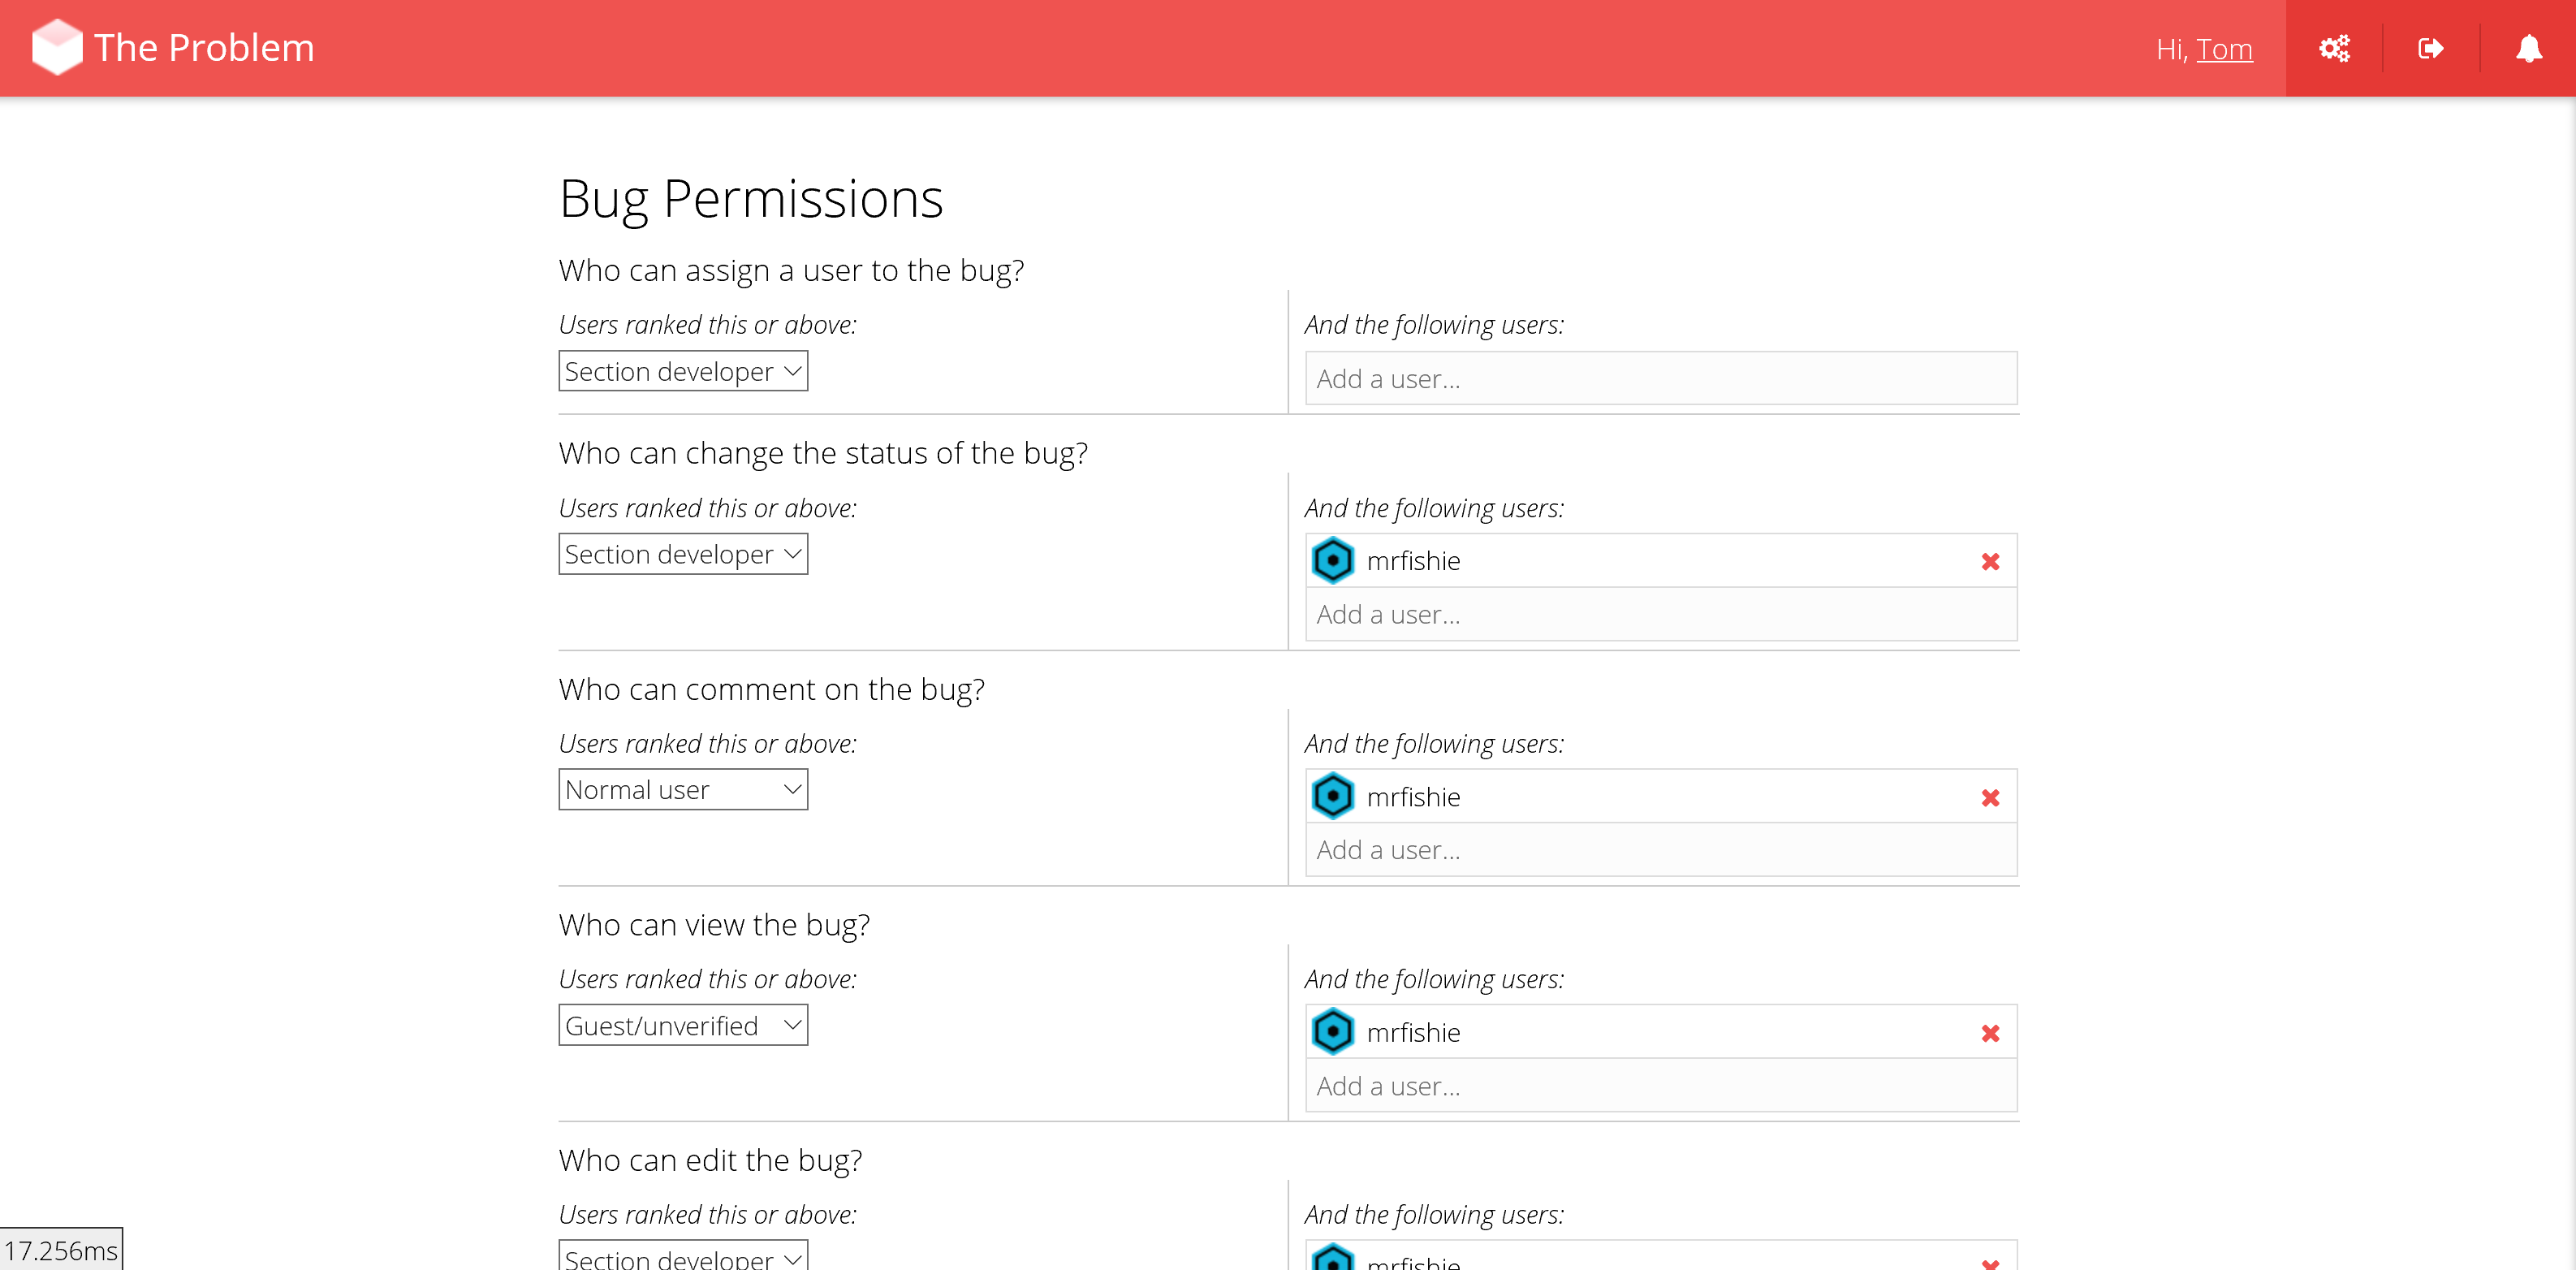 The Problem
Hi, Tom
Bug Permissions
Who can assign a user to the bug?
Users ranked this or above:
And the following users:
Section developer
Add a user...
Who can change the status of the bug?
Users ranked this or above:
And the following users:
Section developer
mrfishie
Add a user...
Who can comment on the bug?
Users ranked this or above:
And the following users:
Normal user
mrfishie
Add a user...
Who can view the bug?
Users ranked this or above:
And the following users:
Guest/unverified
mrfishie
Add a user...
Who can edit the bug?
Users ranked this or above:
And the following users:
Section developer
mrfishie
17.256ms